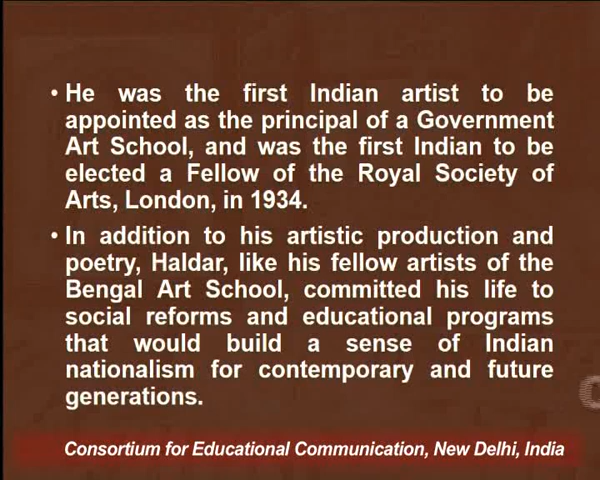 • He was the first Indian artist to be
appointed as the principal of a Government
Art School, and was the first Indian to be
elected a Fellow of the Royal Society of
Arts, London, in 1934.
• In addition to his artistic production and
poetry, Haldar, like his fellow artists of the
Bengal Art School, committed his life to
social reforms and educational programs
that would build a sense of Indian
nationalism for contemporary and future
generations.
Consortium for Educational Communication, New Delhi, India